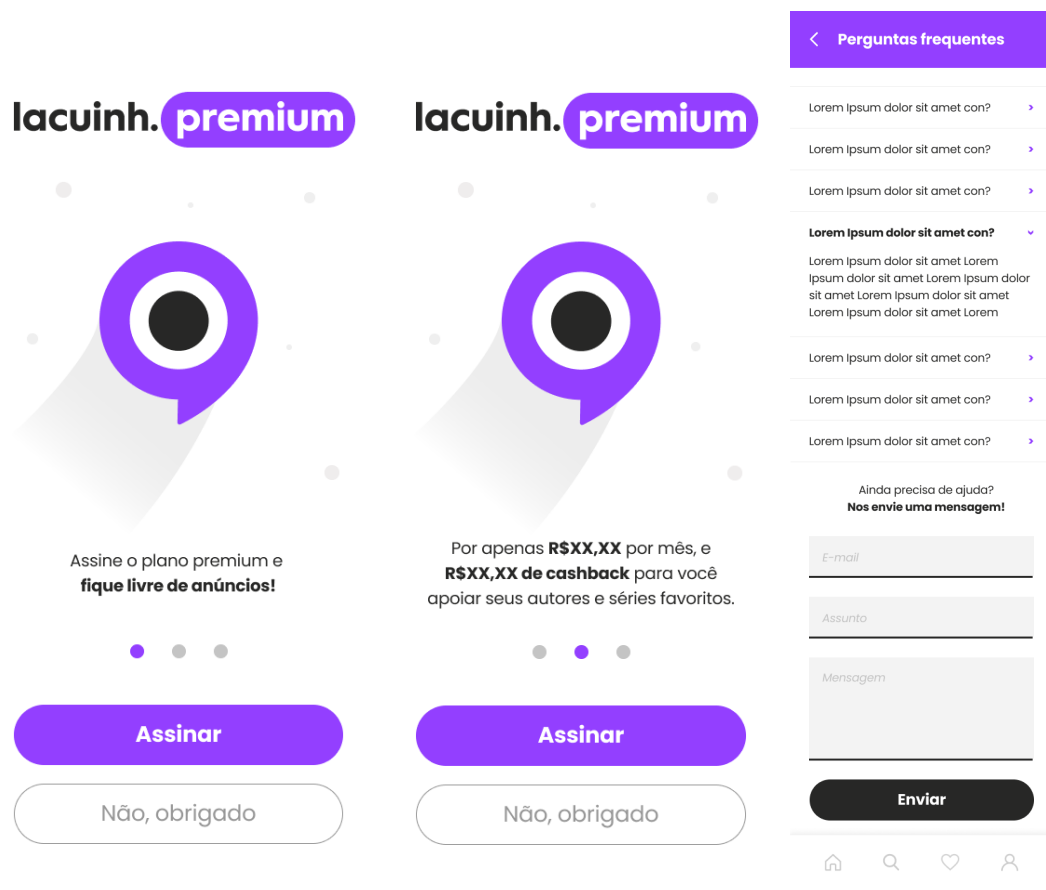 lacuinh. premium
Assine o plano premium e
fique livre de anúncios!
Assinar
Não, obrigado
lacuinh. premium
Por apenas R$XX,XX por mês, e
R$XX,XX de cashback para você
apoiar seus autores e séries favoritos.
Assinar
Não, obrigado
Perguntas frequentes
Lorem Ipsum dolor sit amet con?
Lorem Ipsum dolor sit amet con?
Lorem Ipsum dolor sit amet con?
Lorem Ipsum dolor sit amet con?
Lorem Ipsum dolor sit amet Lorem
Ipsum dolor sit amet Lorem Ipsum dolor
sit amet Lorem Ipsum dolor sit amet
Lorem Ipsum dolor sit amet Lorem
Lorem Ipsum dolor sit amet con?
Lorem Ipsum dolor sit amet con?
Lorem Ipsum dolor sit amet con?
Ainda precisa de ajuda?
Nos envie uma mensagem!
E-mail
Assunto
Mensagem
Enviar